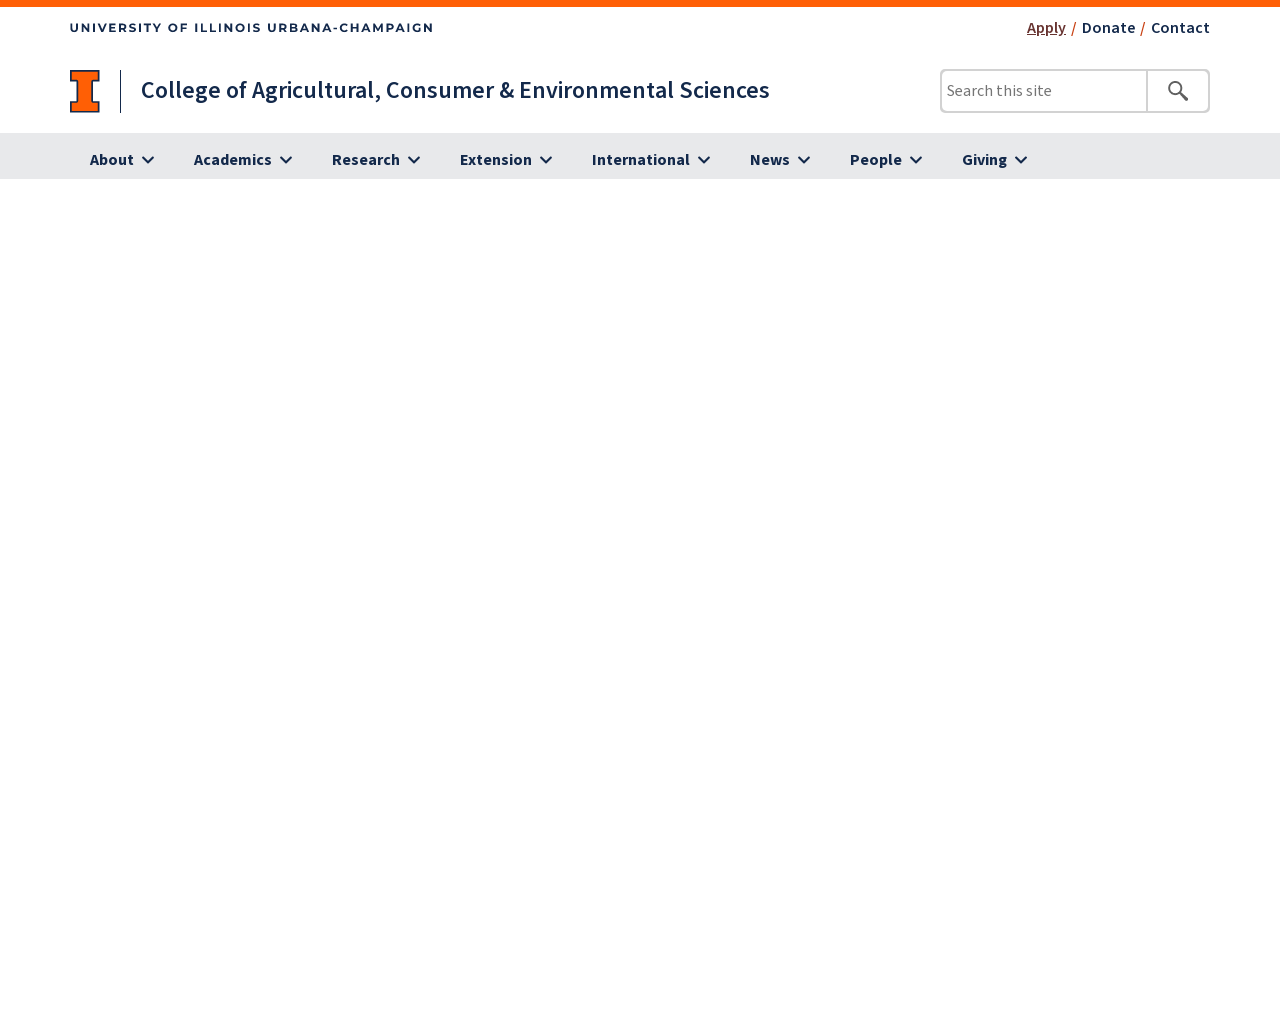 UNIVERSITY OF ILLINOIS URBANA-CHAMPAIGN
Apply / Donate / Contact
College of Agricultural, Consumer & Environmental Sciences
Search this site
About Academics Research Extension International News People Giving